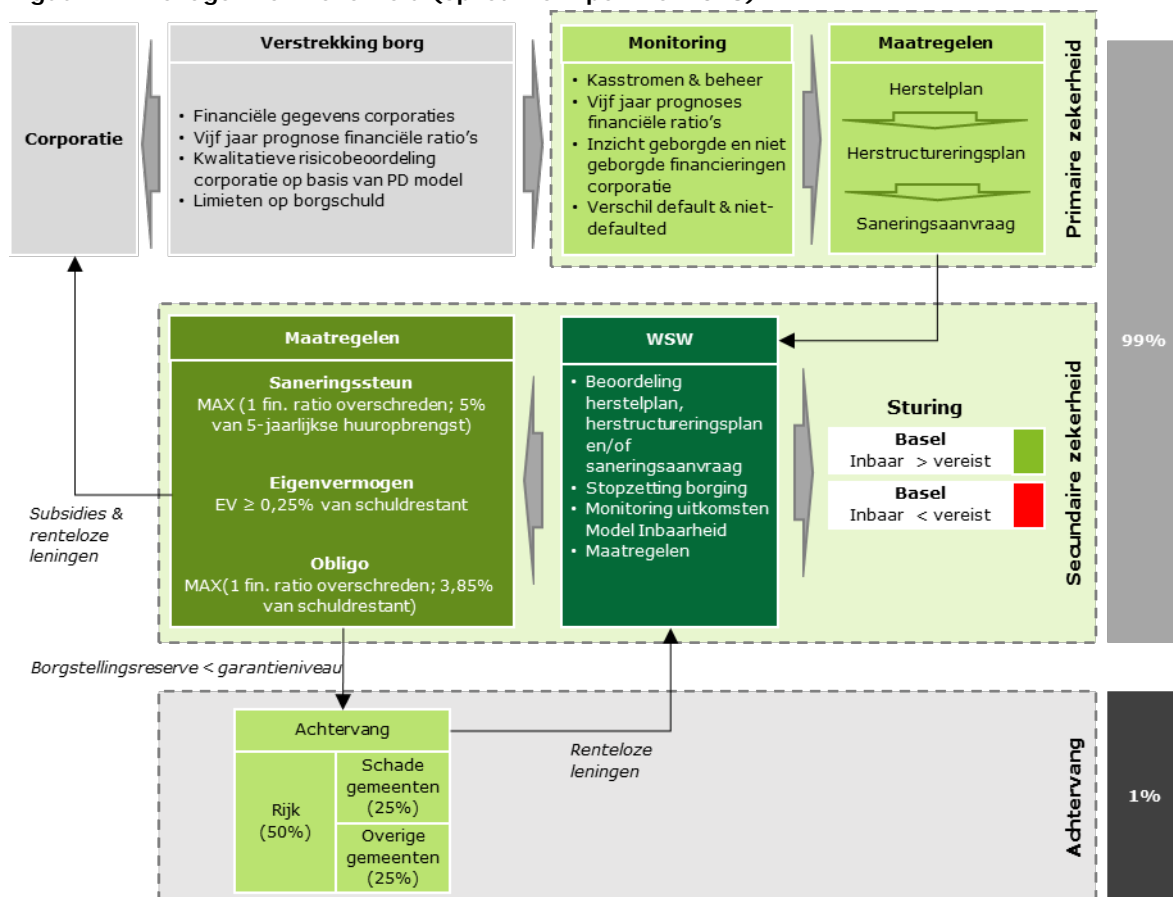 Verstrekking borg
Monitoring
Maatregelen
Corporatie
• Financiële gegevens corporaties
• Vijf jaar prognose financiële ratio's
• Kwalitatieve risicobeoordeling
corporatie op basis van PD model
• Limieten op borgschuld
• Kasstromen & beheer
• Vijf jaar prognoses
financiële ratio's
• Inzicht geborgde en niet
geborgde financieringen
corporatie
• Verschil default & niet-
defaulted
Herstelplan
Herstructureringsplan
Saneringsaanvraag
Primaire zekerheid
99%
Maatregelen
Saneringssteun
MAX (1 fin. ratio overschreden; 5%
van 5-jaarlijkse huuropbrengst)
Eigenvermogen
EV ≥ 0,25% van schuldrestant
Obligo
MAX(1 fin. ratio overschreden; 3,85%
van schuldrestant)
WSW
• Beoordeling
herstelplan,
herstructureringsplan
en/of
saneringsaanvraag
• Stopzetting borging
• Monitoring uitkomsten
Model Inbaarheid
• Maatregelen
Sturing
Basel
Inbaar > vereist
Basel
Inbaar < vereist
Secundaire zekerheid
Subsidies &
renteloze
leningen
Borgstellingsreserve < garantieniveau
Achtervang
Rijk
(50%)
Schade
gemeenten
(25%)
Overige
gemeenten
(25%)
Renteloze
leningen
Achtervang
1%